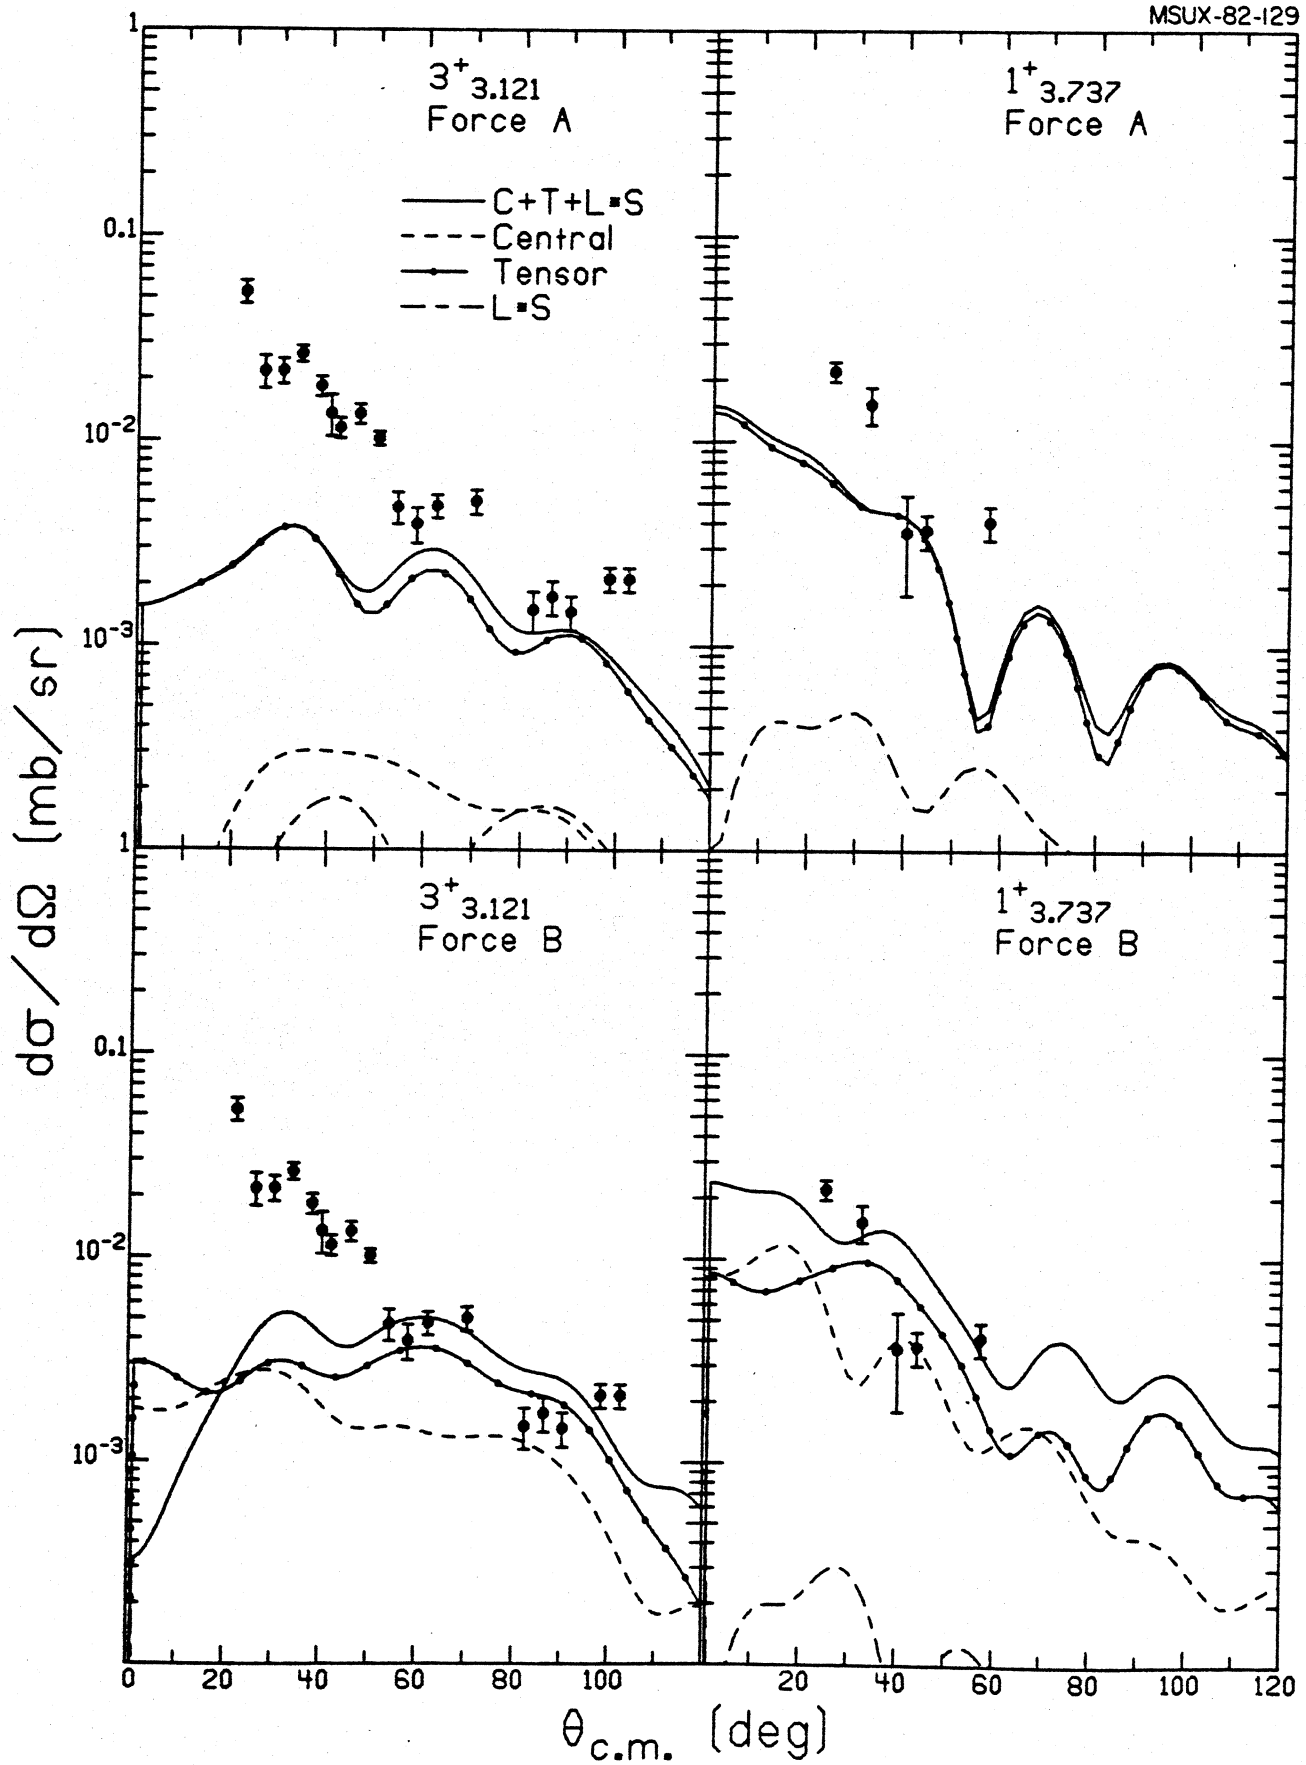 MSUX-82-129
3⁺3.121
Force A
1⁺3.737
Force A
C+T+L▪S
Central
Tensor
L▪S
1
0.1
10⁻²
10⁻³
1
3⁺3.121
Force B
1⁺3.737
Force B
0.1
10⁻²
10⁻³
0 20 40 60 80 100 20 40 60 80 100 120
dσ/dΩ (mb/sr)
θc.m. (deg)